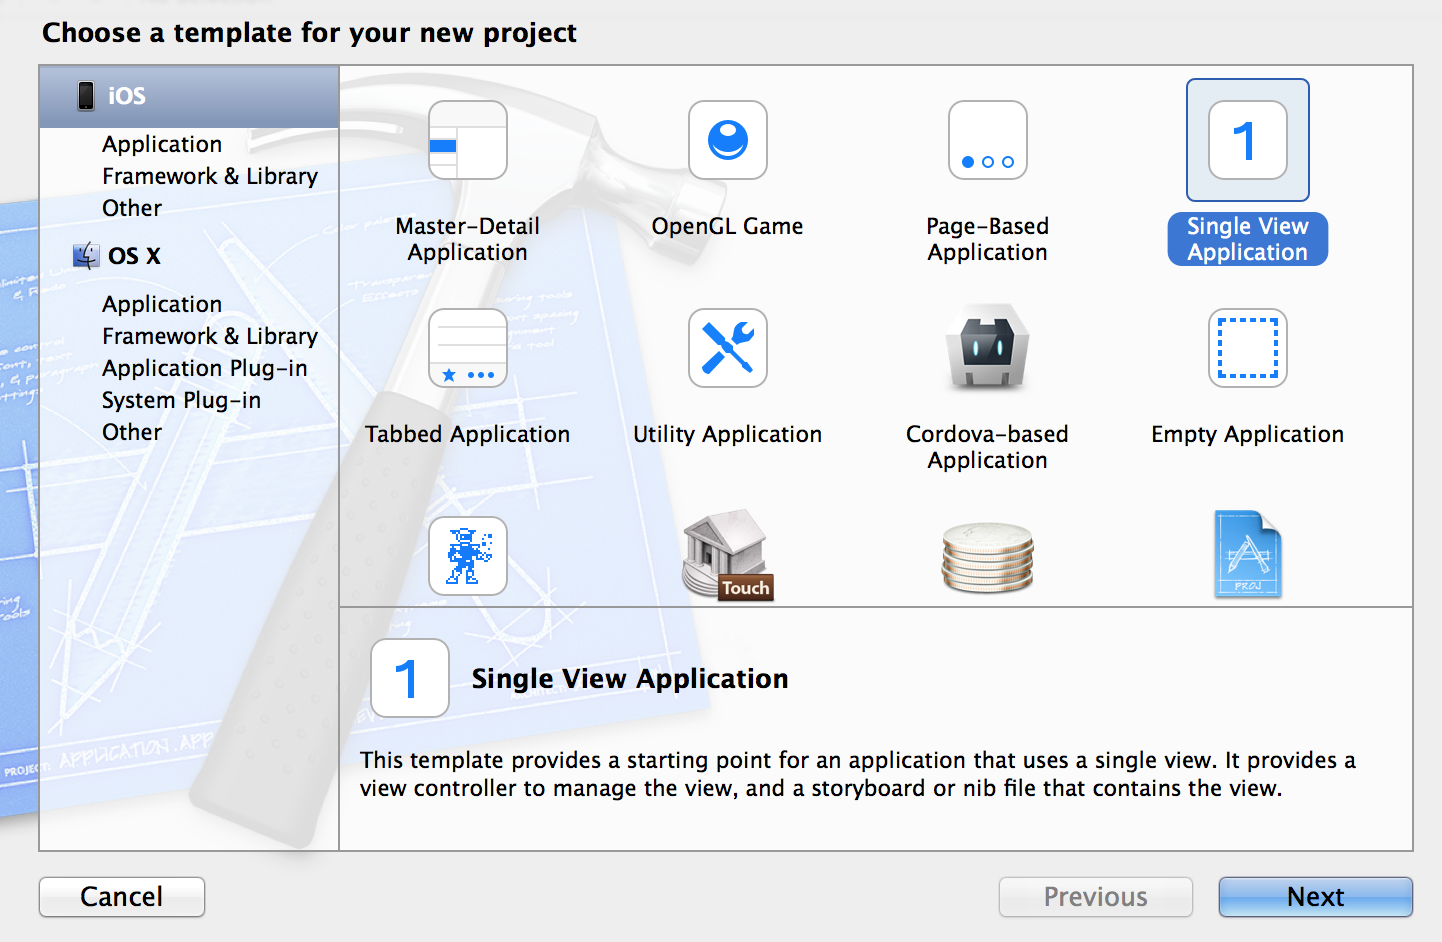 Choose a template for your new project
iOS
Application
Framework & Library
Other
OS X
Application
Framework & Library
Application Plug-in
System Plug-in
Other
Master-Detail
Application
OpenGL Game
Page-Based
Application
1
Single View
Application
Tabbed Application
Utility Application
Cordova-based
Application
Empty Application
Touch
PROJ
1
Single View Application
This template provides a starting point for an application that uses a single view. It provides a
view controller to manage the view, and a storyboard or nib file that contains the view.
PROJECT: APPLICATION.APP
Cancel
Previous
Next